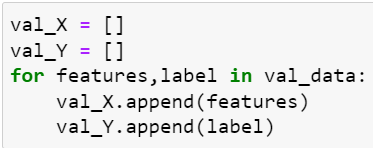 val_X = []
val_Y = []
for features,label in val_data:
    val_X.append(features)
    val_Y.append(label)